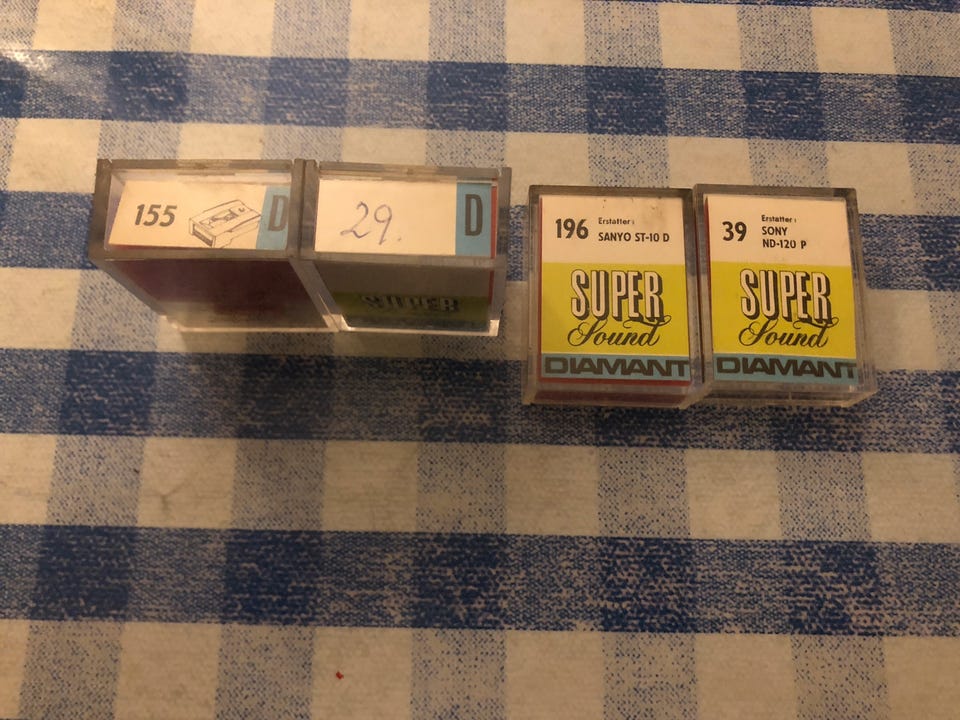 155 D
29. D
SUPER
196 Erstatter:
SANYO ST-10 D
SUPER
Sound
DIAMANT
39 Erstatter:
SONY
ND-120 P
SUPER
Sound
DIAMANT